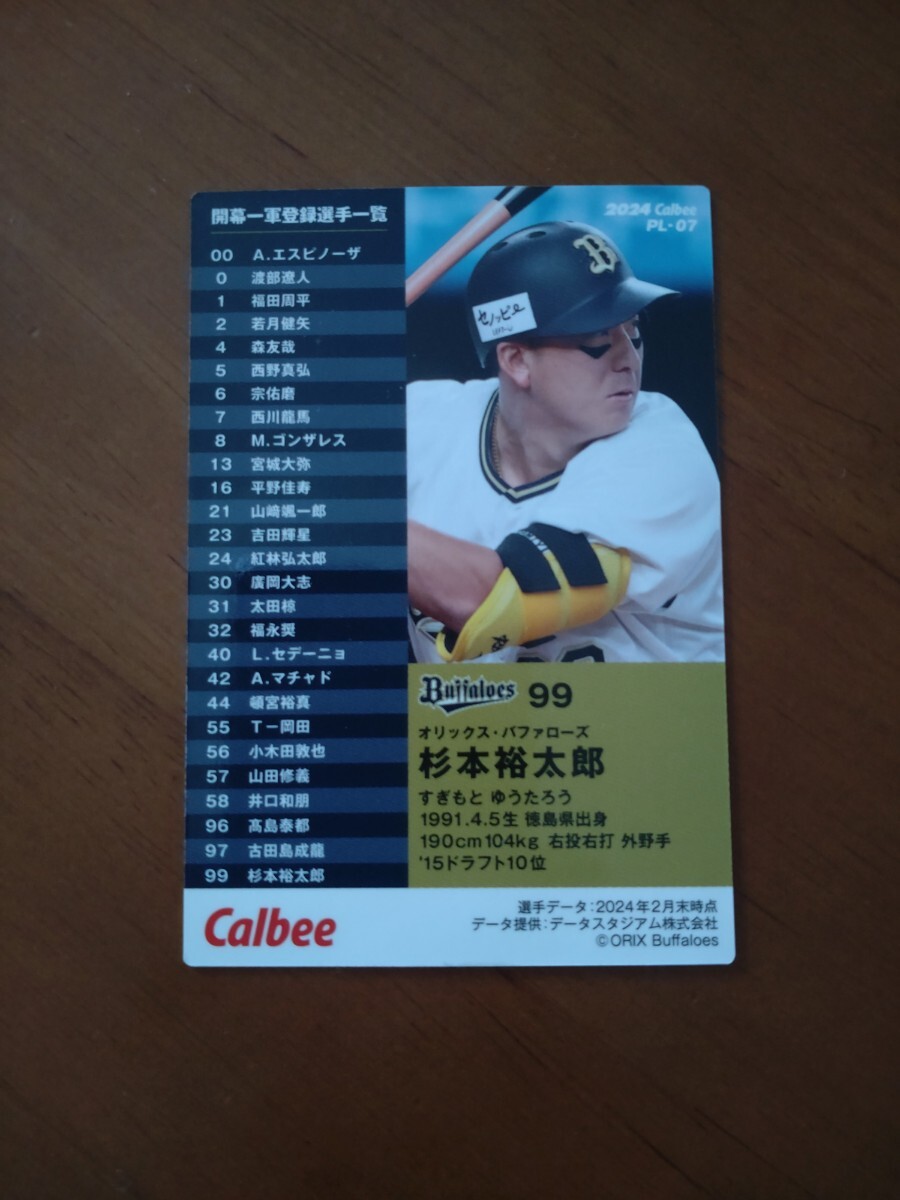 開幕一軍登録選手一覧
00 A.エスピノーザ
0 渡部遼人
1 福田周平
2 若月健矢
4 森友哉
5 西野真弘
6 宗佑磨
7 西川龍馬
8 M.ゴンザレス
13 宮城大弥
16 平野佳寿
21 山﨑颯一郎
23 吉田輝星
24 紅林弘太郎
30 廣岡大志
31 太田椋
32 福永奨
40 L.セデーニョ
42 A.マチャド
44 頓宮裕真
55 T－岡田
56 小木田敦也
57 山田修義
58 井口和朋
96 髙島泰都
97 古田島成龍
99 杉本裕太郎
2024 Calbee
PL-07
B
セノッピー
Buffaloes 99
オリックス・バファローズ
杉本裕太郎
すぎもと ゆうたろう
1991.4.5生 徳島県出身
190cm104kg 右投右打 外野手
'15ドラフト10位
Calbee
選手データ:2024年2月末時点
データ提供:データスタジアム株式会社
©ORIX Buffaloes